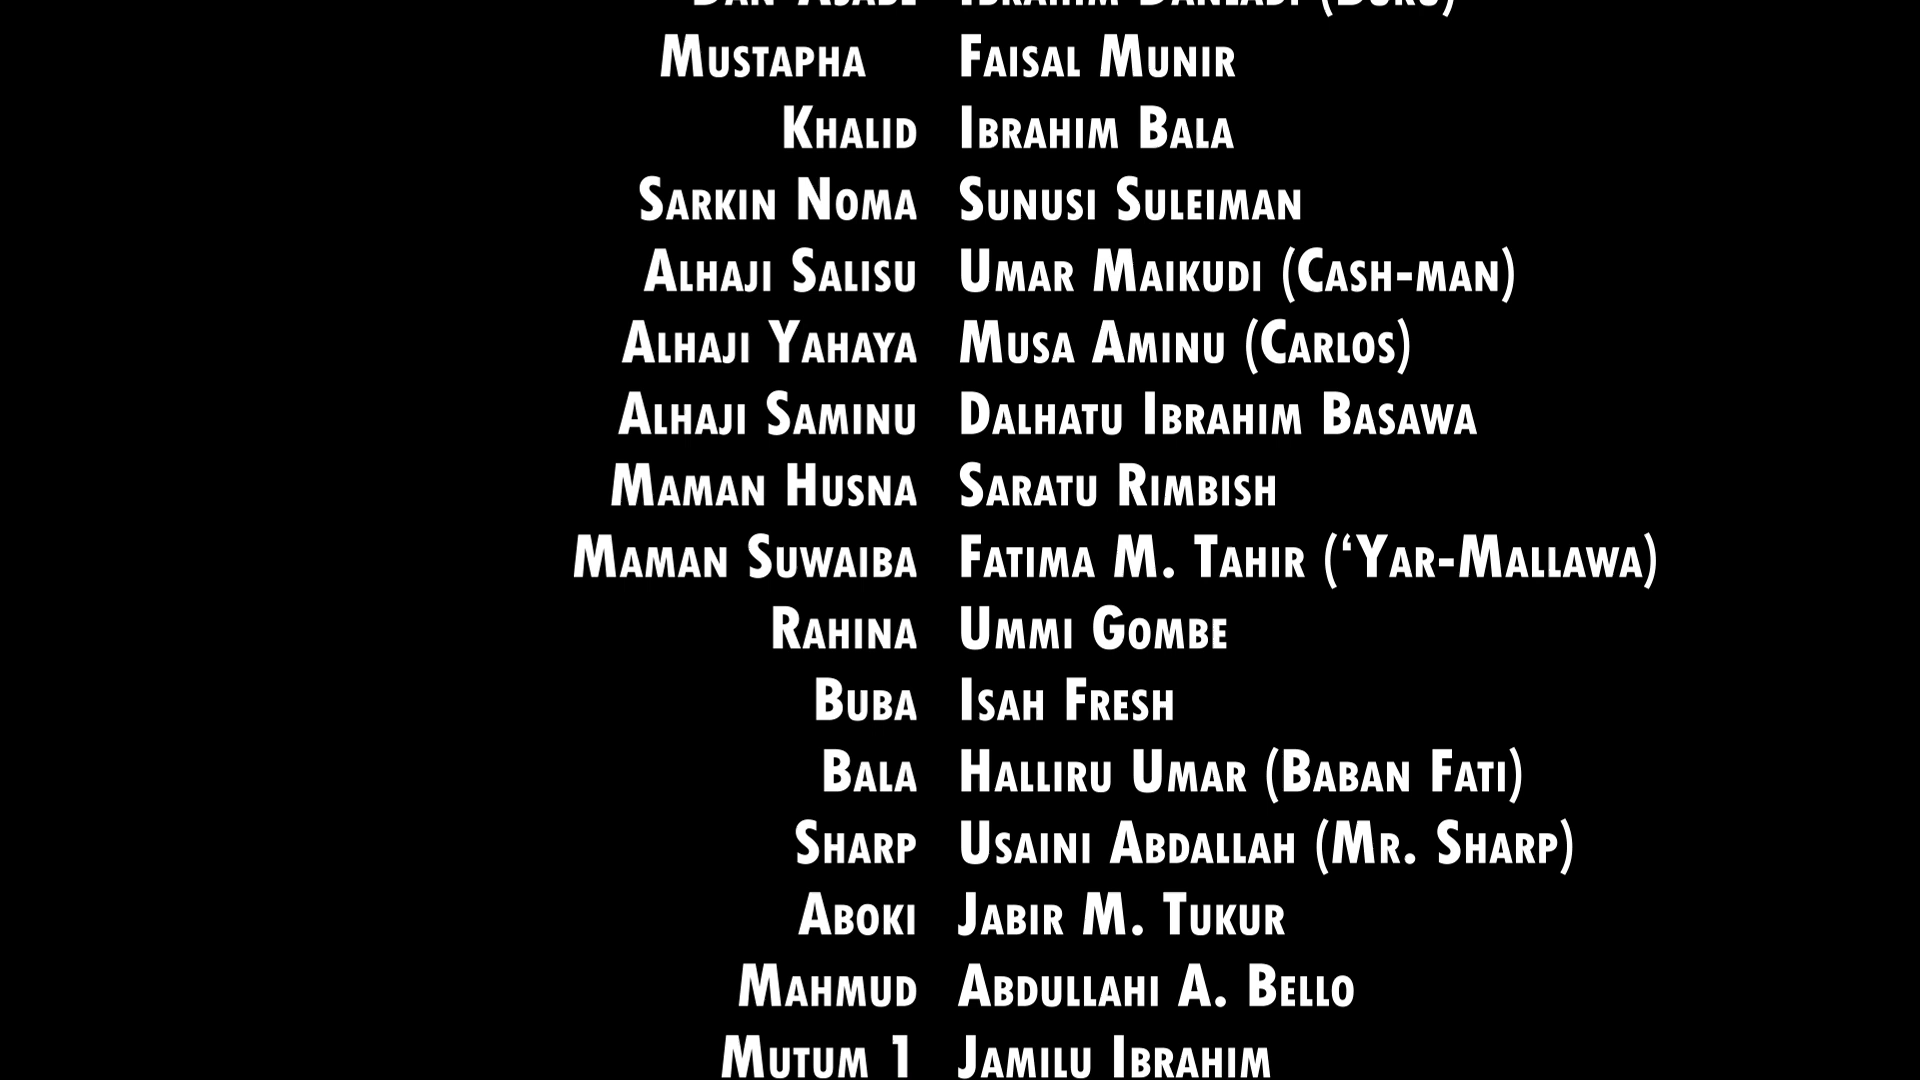 Mustapha Faisal Munir
Khalid Ibrahim Bala
Sarkin Noma Sunusi Suleiman
Alhaji Salisu Umar Maikudi (Cash-man)
Alhaji Yahaya Musa Aminu (Carlos)
Alhaji Saminu Dalhatu Ibrahim Basawa
Maman Husna Saratu Rimbish
Maman Suwaiba Fatima M. Tahir (‘Yar-Mallawa)
Rahina Ummi Gombe
Buba Isah Fresh
Bala Halliru Umar (Baban Fati)
Sharp Usaini Abdallah (Mr. Sharp)
Aboki Jabir M. Tukur
Mahmud Abdullahi A. Bello
Mutum 1 Jamilu Ibrahim